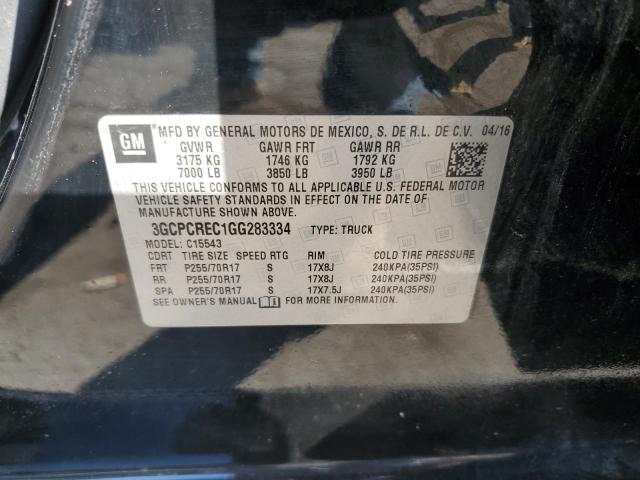 GM MFD BY GENERAL MOTORS DE MEXICO, S. DE R.L. DE C.V. 04/16
GVWR GAWR FRT GAWR RR
3175 KG 1746 KG 1792 KG
7000 LB 3850 LB 3950 LB
THIS VEHICLE CONFORMS TO ALL APPLICABLE U.S. FEDERAL MOTOR
VEHICLE SAFETY STANDARDS IN EFFECT ON THE DATE OF
MANUFACTURE SHOWN ABOVE.
3GCPCREC1GG283334 TYPE: TRUCK
MODEL: C15543
CDRT TIRE SIZE SPEED RTG RIM COLD TIRE PRESSURE
FRT P255/70R17 S 17X8J 240KPA(35PSI)
RR P255/70R17 S 17X8J 240KPA(35PSI)
SPA P255/70R17 S 17X7.5J 240KPA(35PSI)
SEE OWNER'S MANUAL FOR MORE INFORMATION.